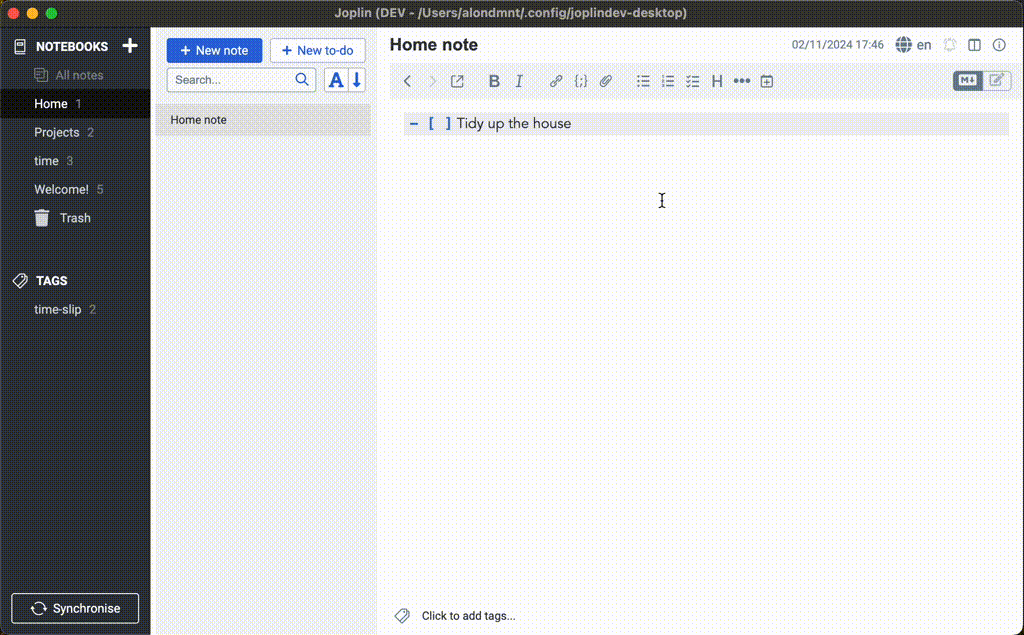 Joplin (DEV - /Users/alondmnt/.config/joplindev-desktop)
NOTEBOOKS
All notes
Home 1
Projects 2
time 3
Welcome! 5
Trash
TAGS
time-slip 2
Synchronise
+ New note
+ New to-do
Search...
A
Home note
Home note
02/11/2024 17:46
en
B I {;} H
M
- [ ] Tidy up the house
Click to add tags...